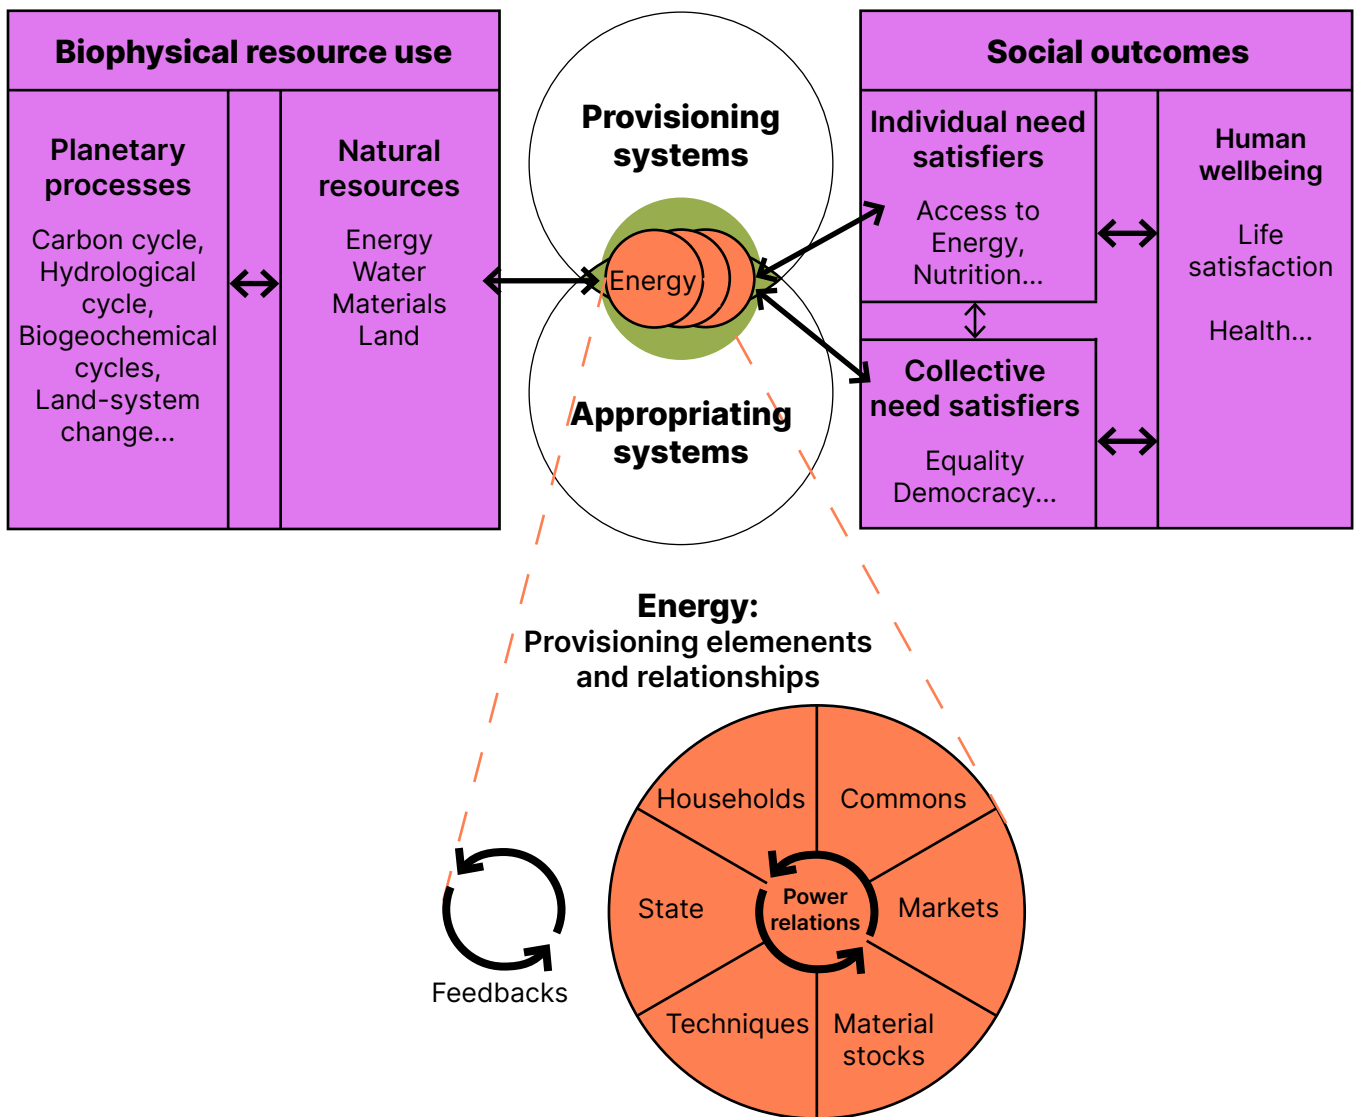 Biophysical resource use
Planetary
processes
Carbon cycle,
Hydrological
cycle,
Biogeochemical
cycles,
Land-system
change...
Natural
resources
Energy
Water
Materials
Land
Provisioning
systems
Energy
Appropriating
systems
Social outcomes
Individual need
satisfiers
Access to
Energy,
Nutrition...
Collective
need satisfiers
Equality
Democracy...
Human
wellbeing
Life
satisfaction
Health...
Energy:
Provisioning elemenents
and relationships
Feedbacks
Households
Commons
State
Power
relations
Markets
Techniques
Material
stocks